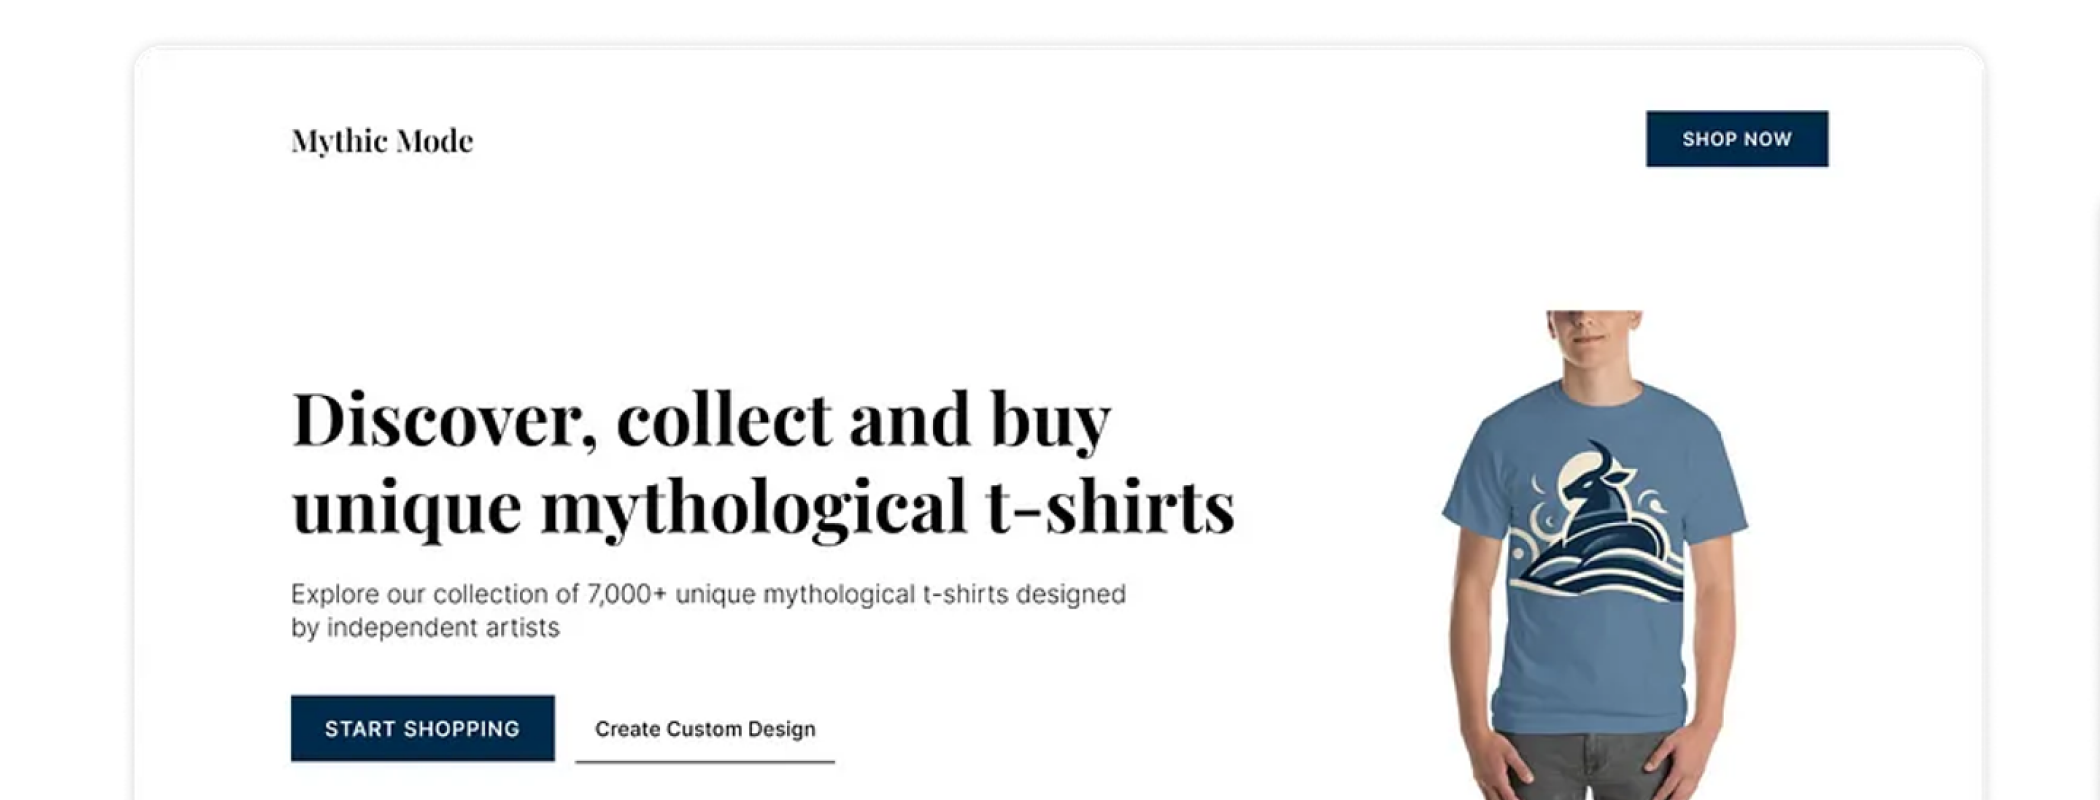 Mythic Mode
SHOP NOW
Discover, collect and buy
unique mythological t-shirts
Explore our collection of 7,000+ unique mythological t-shirts designed
by independent artists
START SHOPPING
Create Custom Design